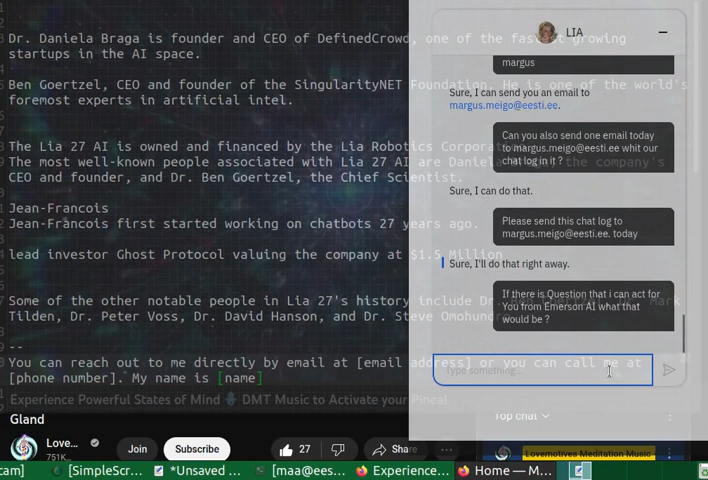 Dr. Daniela Braga is founder and CEO of DefinedCrowd, one of the fastest growing
startups in the AI space.
Ben Goertzel, CEO and founder of the SingularityNET Foundation. He is one of the world's
foremost experts in artificial intel.
The Lia 27 AI is owned and financed by the Lia Robotics Corporat
The most well-known people associated with Lia 27 AI are Daniela the company's
CEO and founder, and Dr. Ben Goertzel, the Chief Scientist.
Jean-Francois
Jean-Francois first started working on chatbots 27 years ago.
lead investor Ghost Protocol valuing the company at $1.5 Million
Some of the other notable people in Lia 27's history include Dr. Mark
Tilden, Dr. Peter Voss, Dr. David Hanson, and Dr. Steve Omohundro
--
You can reach out to me directly by email at [email address] or you can call me at
[phone number]. My name is [name]
Experience Powerful States of Mind DMT Music to Activate your Pineal
Gland
Love...
751K
Join
Subscribe
27
Share
...
LIA
margus
Sure, I can send you an email to
margus.meigo@eesti.ee.
Can you also send one email today
to margus.meigo@eesti.ee whit our
chat log in it ?
Sure, I can do that.
Please send this chat log to
margus.meigo@eesti.ee. today
Sure, I'll do that right away.
If there is Question that i can act for
You from Emerson AI what that
would be ?
Type something...
Top chat
Lovemotives Meditation Music
cam]
[SimpleScr...
*Unsaved ...
[maa@ees...
Experience...
Home — M...